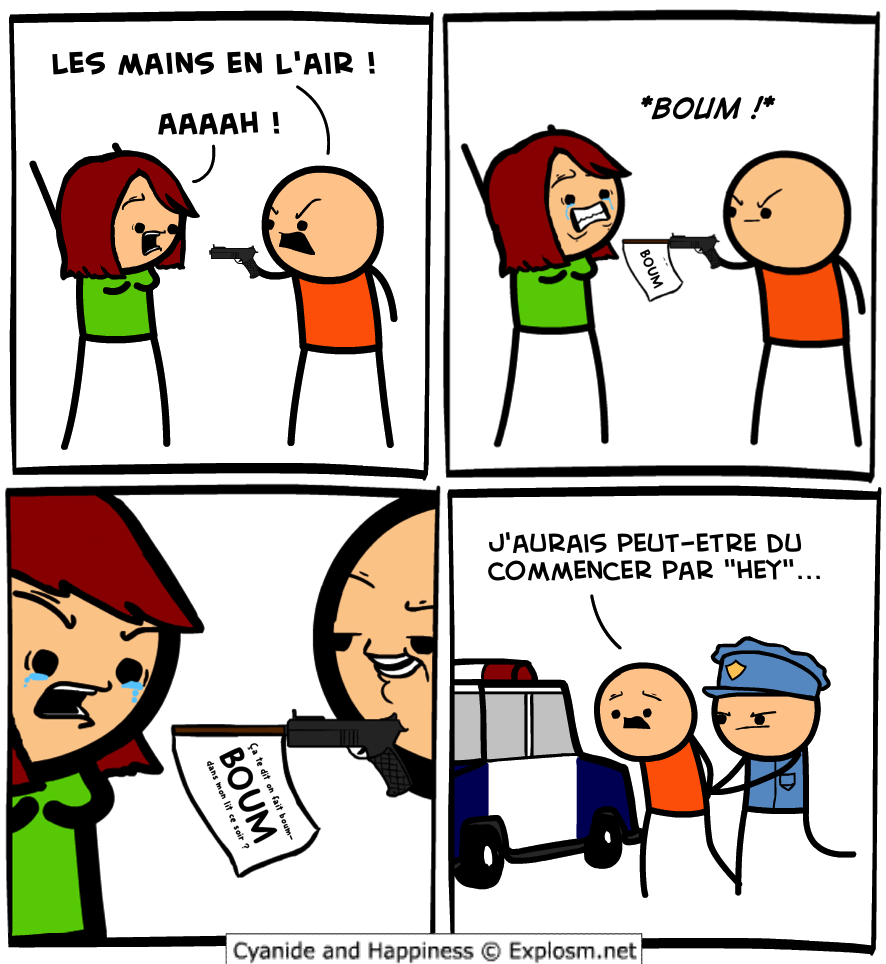 LES MAINS EN L'AIR !
AAAAH !
*BOUM !*
BOUM
Ça te dit on fait boum-
BOUM
dans mon lit ce soir ?
J'AURAIS PEUT-ETRE DU
COMMENCER PAR "HEY"...
Cyanide and Happiness © Explosm.net